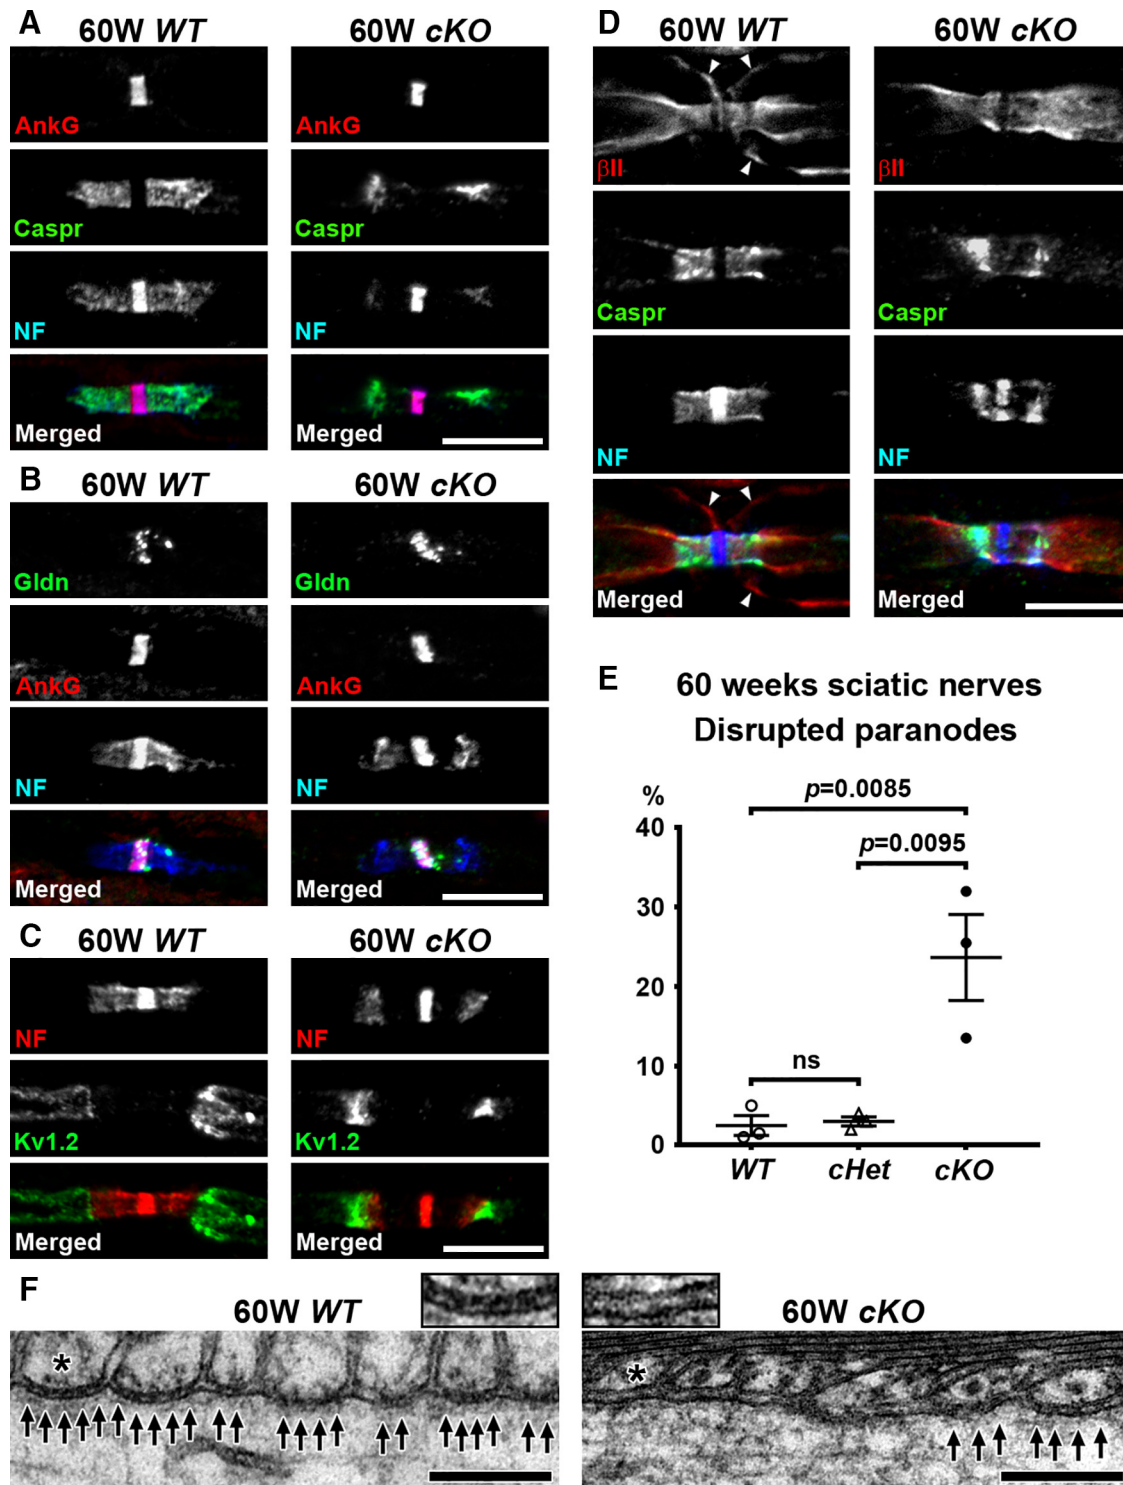 A
60W WT
60W cKO
AnkG
AnkG
Caspr
Caspr
NF
NF
Merged
Merged
B
60W WT
60W cKO
Gldn
Gldn
AnkG
AnkG
NF
NF
Merged
Merged
C
60W WT
60W cKO
NF
NF
Kv1.2
Kv1.2
Merged
Merged
D
60W WT
60W cKO
βII
βII
Caspr
Caspr
NF
NF
Merged
Merged
E
60 weeks sciatic nerves
Disrupted paranodes
%
p=0.0085
p=0.0095
ns
40
30
20
10
0
WT
cHet
cKO
F
60W WT
60W cKO
*
*